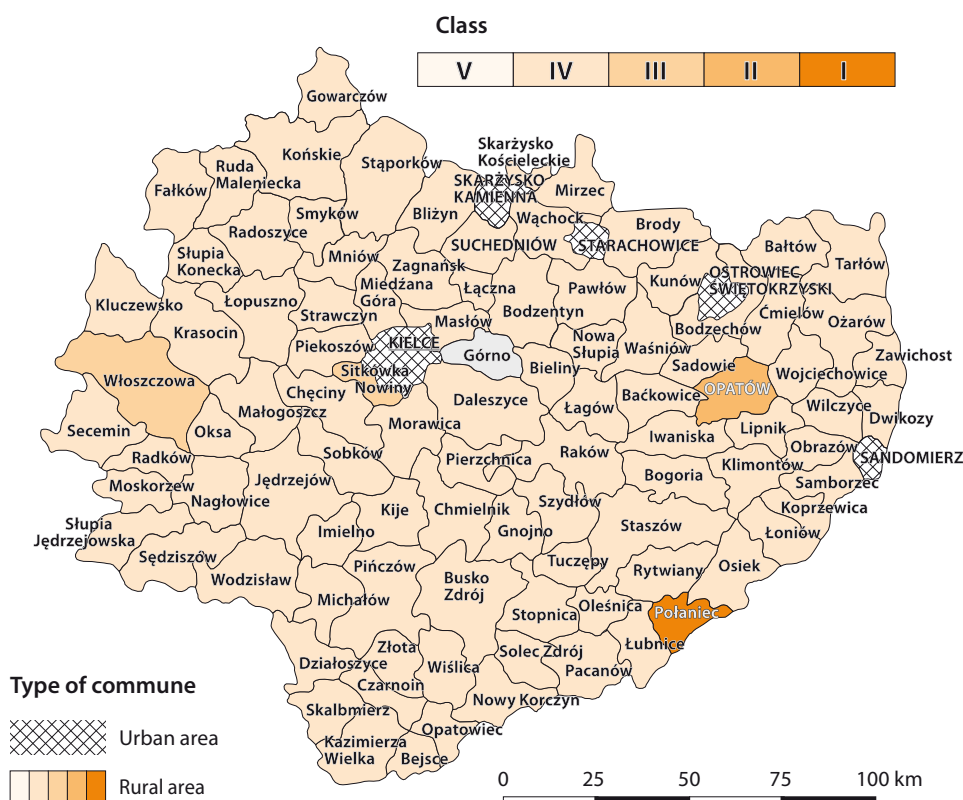 Class
V IV III II I
Gowarczów
Końskie
Stąporków
Ruda
Maleniecka
Fałków
Smyków
Radoszyce
Słupia
Konecka
Skarżysko
Kościeleckie
SKARŻYSKO
KAMIENNA
Mirzec
Bliżyn
Wąchock
Brody
SUCHEDNIÓW
STARACHOWICE
Bałtów
Tarłów
Mniów
Zagnańsk
Miedźana
Góra
Łączna
Pawłów
Kunów
OSTROWIEC
ŚWIĘTOKRZYSKI
Kluczewsko
Łopuszno
Strawczyn
Masłów
Bodzentyn
Ćmielów
Ożarów
Krasocin
Piekoszów
KIELCE
Górno
Nowa
Słupia
Bodzechów
Waśniów
Zawichost
Włoszczowa
Sitkówka
Nowiny
Bieliny
Sadowie
Wojciechowice
Chęciny
Daleszyce
Łagów
Baćkowice
OPATÓW
Wilczyce
Małogoszcz
Morawica
Iwaniska
Lipnik
Dwikozy
Secemin
Oksa
Radków
Sobków
Pierzchnica
Raków
Obrazów
SANDOMIERZ
Klimontów
Bogoria
Samborzec
Moskorzew
Nagłowice
Jędrzejów
Kije
Chmielnik
Szydłów
Koprzewica
Słupia
Jędrzejowska
Imielno
Gnojno
Staszów
Łoniów
Sędziszów
Pińczów
Tuczępy
Rytwiany
Osiek
Wodzisław
Busko
Zdrój
Michałów
Stopnica
Oleśnica
Połaniec
Złota
Działoszyce
Wiślica
Solec Zdrój
Łubnice
Czarnoin
Pacanów
Skalbmierz
Nowy Korczyn
Opatowiec
Kazimierza
Wielka
Bejsce
Type of commune
Urban area
Rural area
0 25 50 75 100 km